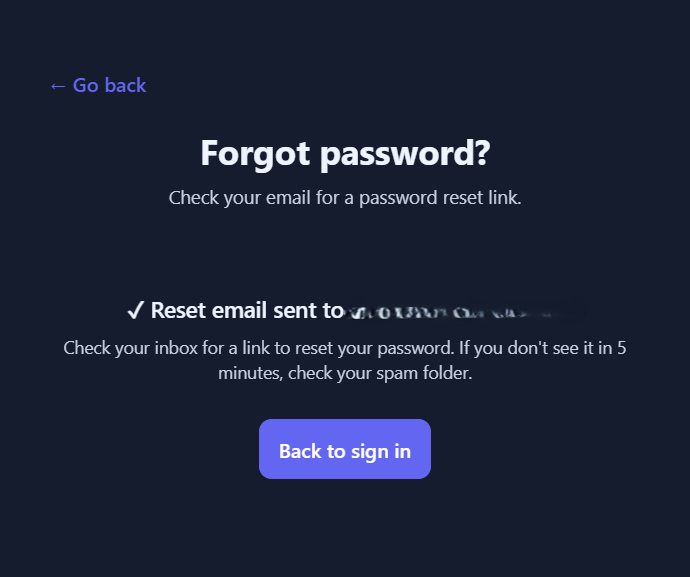 ← Go back
Forgot password?
Check your email for a password reset link.
✓ Reset email sent to
Check your inbox for a link to reset your password. If you don't see it in 5
minutes, check your spam folder.
Back to sign in